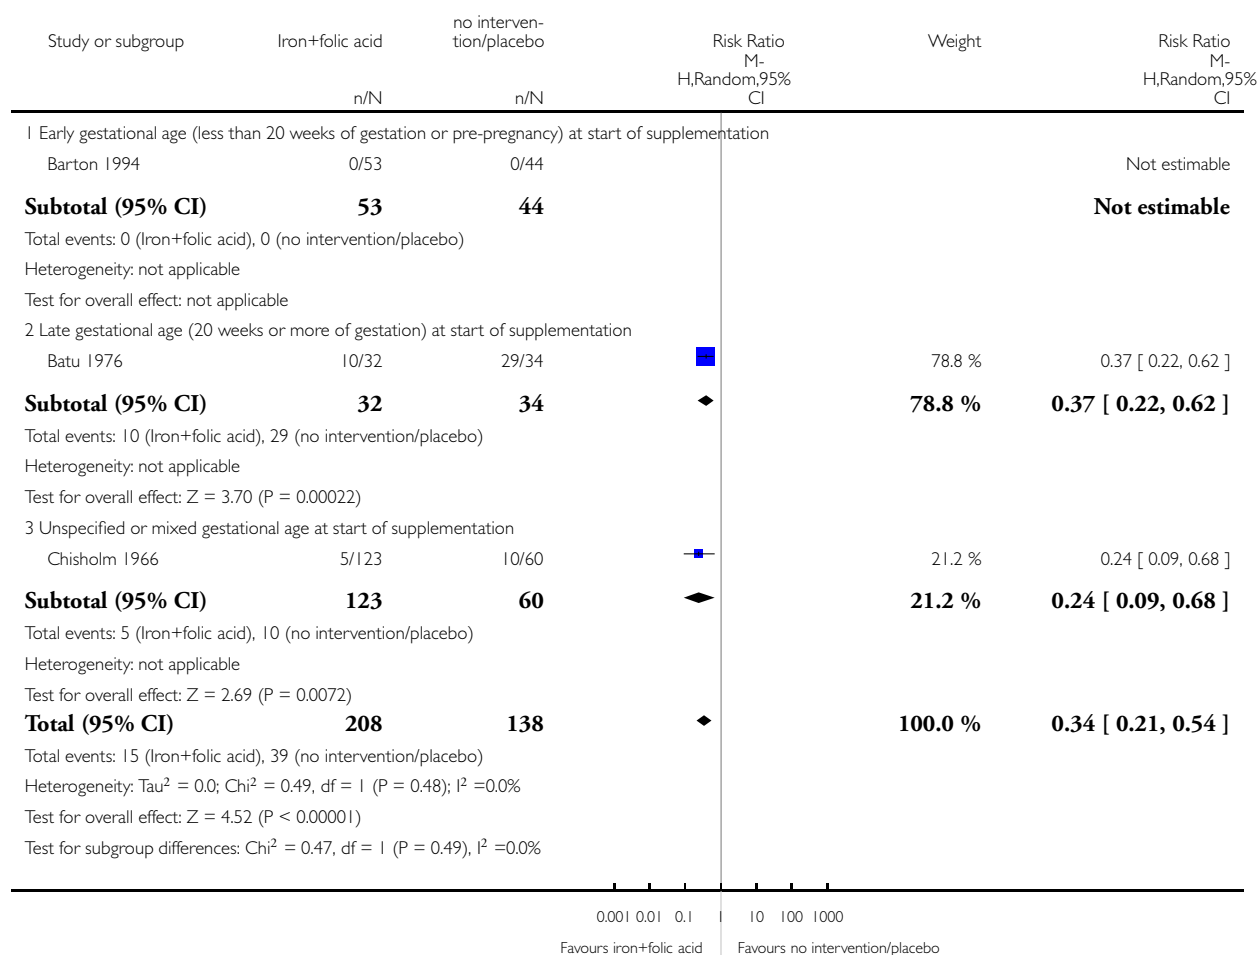 no interven-
Study or subgroup Iron+folic acid tion/placebo Risk Ratio Weight Risk Ratio
M- M-
H,Random,95% H,Random,95%
n/N n/N CI CI
1 Early gestational age (less than 20 weeks of gestation or pre-pregnancy) at start of supplementation
Barton 1994 0/53 0/44 Not estimable
Subtotal (95% CI) 53 44 Not estimable
Total events: 0 (Iron+folic acid), 0 (no intervention/placebo)
Heterogeneity: not applicable
Test for overall effect: not applicable
2 Late gestational age (20 weeks or more of gestation) at start of supplementation
Batu 1976 10/32 29/34 78.8 % 0.37 [ 0.22, 0.62 ]
Subtotal (95% CI) 32 34 78.8 % 0.37 [ 0.22, 0.62 ]
Total events: 10 (Iron+folic acid), 29 (no intervention/placebo)
Heterogeneity: not applicable
Test for overall effect: Z = 3.70 (P = 0.00022)
3 Unspecified or mixed gestational age at start of supplementation
Chisholm 1966 5/123 10/60 21.2 % 0.24 [ 0.09, 0.68 ]
Subtotal (95% CI) 123 60 21.2 % 0.24 [ 0.09, 0.68 ]
Total events: 5 (Iron+folic acid), 10 (no intervention/placebo)
Heterogeneity: not applicable
Test for overall effect: Z = 2.69 (P = 0.0072)
Total (95% CI) 208 138 100.0 % 0.34 [ 0.21, 0.54 ]
Total events: 15 (Iron+folic acid), 39 (no intervention/placebo)
Heterogeneity: Tau² = 0.0; Chi² = 0.49, df = 1 (P = 0.48); I² =0.0%
Test for overall effect: Z = 4.52 (P < 0.00001)
Test for subgroup differences: Chi² = 0.47, df = 1 (P = 0.49), I² =0.0%
0.001 0.01 0.1 1 10 100 1000
Favours iron+folic acid Favours no intervention/placebo